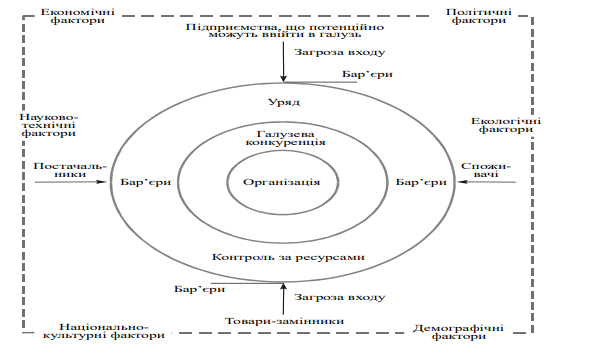 Економічні
фактори
Політичні
фактори
Підприємства, що потенційно
можуть ввійти в галузь
Загроза входу
Бар’єри
Уряд
Науково-
технічні
фактори
Екологічні
фактори
Галузева
конкуренція
Постачаль-
ники
Бар’єри
Організація
Бар’єри
Спожи-
вачі
Контроль за ресурсами
Бар’єри
Загроза входу
Товари-замінники
Національно-
культурні фактори
Демографічні
фактори